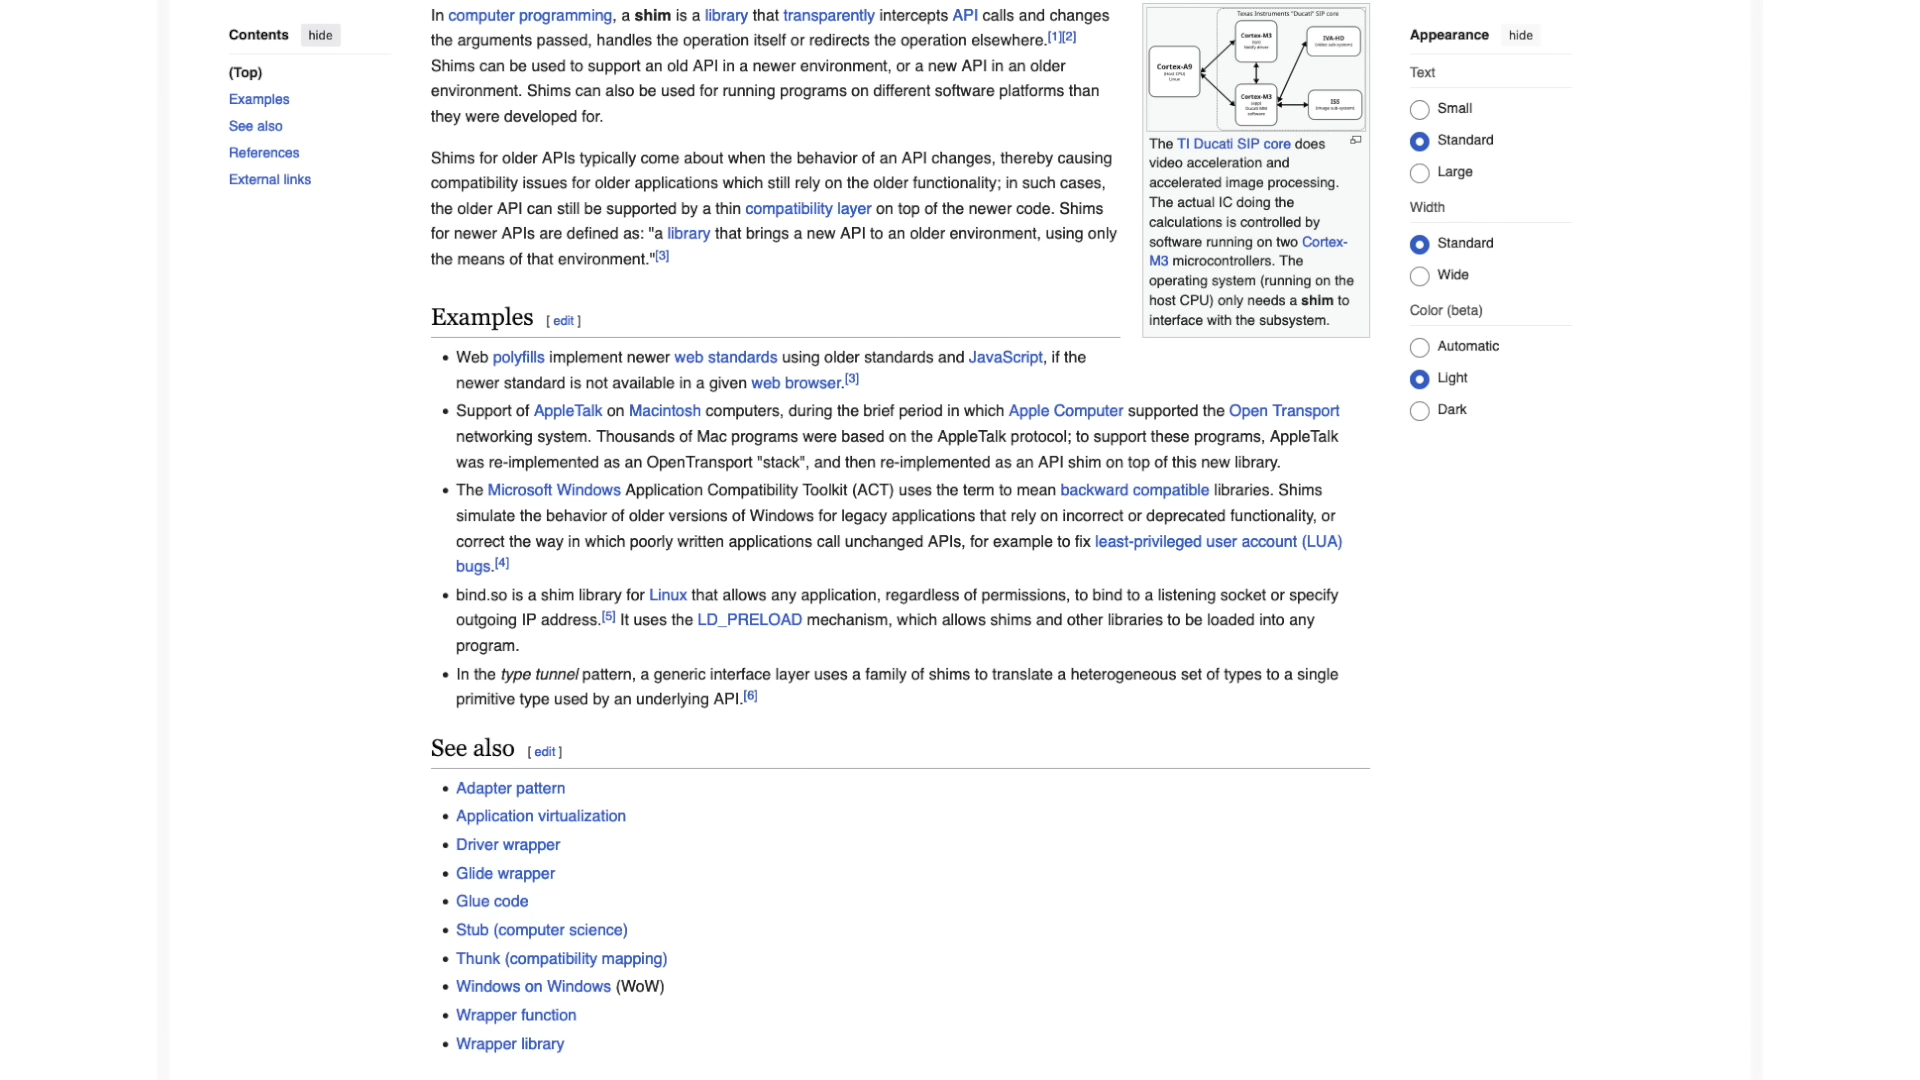 Contents hide
(Top)
Examples
See also
References
External links
In computer programming, a shim is a library that transparently intercepts API calls and changes
the arguments passed, handles the operation itself or redirects the operation elsewhere.[1][2]
Shims can be used to support an old API in a newer environment, or a new API in an older
environment. Shims can also be used for running programs on different software platforms than
they were developed for.
Shims for older APIs typically come about when the behavior of an API changes, thereby causing
compatibility issues for older applications which still rely on the older functionality; in such cases,
the older API can still be supported by a thin compatibility layer on top of the newer code. Shims
for newer APIs are defined as: "a library that brings a new API to an older environment, using only
the means of that environment."[3]
Texas Instruments "Ducati" SIP core
Cortex-A9
(Host CPU)
Linux
Cortex-M3
Cortex-M3
software
IVA-HD
(video sub-system)
ISS
(image sub-system)
The TI Ducati SIP core does
video acceleration and
accelerated image processing.
The actual IC doing the
calculations is controlled by
software running on two Cortex-
M3 microcontrollers. The
operating system (running on the
host CPU) only needs a shim to
interface with the subsystem.
Examples [ edit ]
• Web polyfills implement newer web standards using older standards and JavaScript, if the
newer standard is not available in a given web browser.[3]
• Support of AppleTalk on Macintosh computers, during the brief period in which Apple Computer supported the Open Transport
networking system. Thousands of Mac programs were based on the AppleTalk protocol; to support these programs, AppleTalk
was re-implemented as an OpenTransport "stack", and then re-implemented as an API shim on top of this new library.
• The Microsoft Windows Application Compatibility Toolkit (ACT) uses the term to mean backward compatible libraries. Shims
simulate the behavior of older versions of Windows for legacy applications that rely on incorrect or deprecated functionality, or
correct the way in which poorly written applications call unchanged APIs, for example to fix least-privileged user account (LUA)
bugs.[4]
• bind.so is a shim library for Linux that allows any application, regardless of permissions, to bind to a listening socket or specify
outgoing IP address.[5] It uses the LD_PRELOAD mechanism, which allows shims and other libraries to be loaded into any
program.
• In the type tunnel pattern, a generic interface layer uses a family of shims to translate a heterogeneous set of types to a single
primitive type used by an underlying API.[6]
See also [ edit ]
• Adapter pattern
• Application virtualization
• Driver wrapper
• Glide wrapper
• Glue code
• Stub (computer science)
• Thunk (compatibility mapping)
• Windows on Windows (WoW)
• Wrapper function
• Wrapper library
Appearance hide
Text
Small
Standard
Large
Width
Standard
Wide
Color (beta)
Automatic
Light
Dark